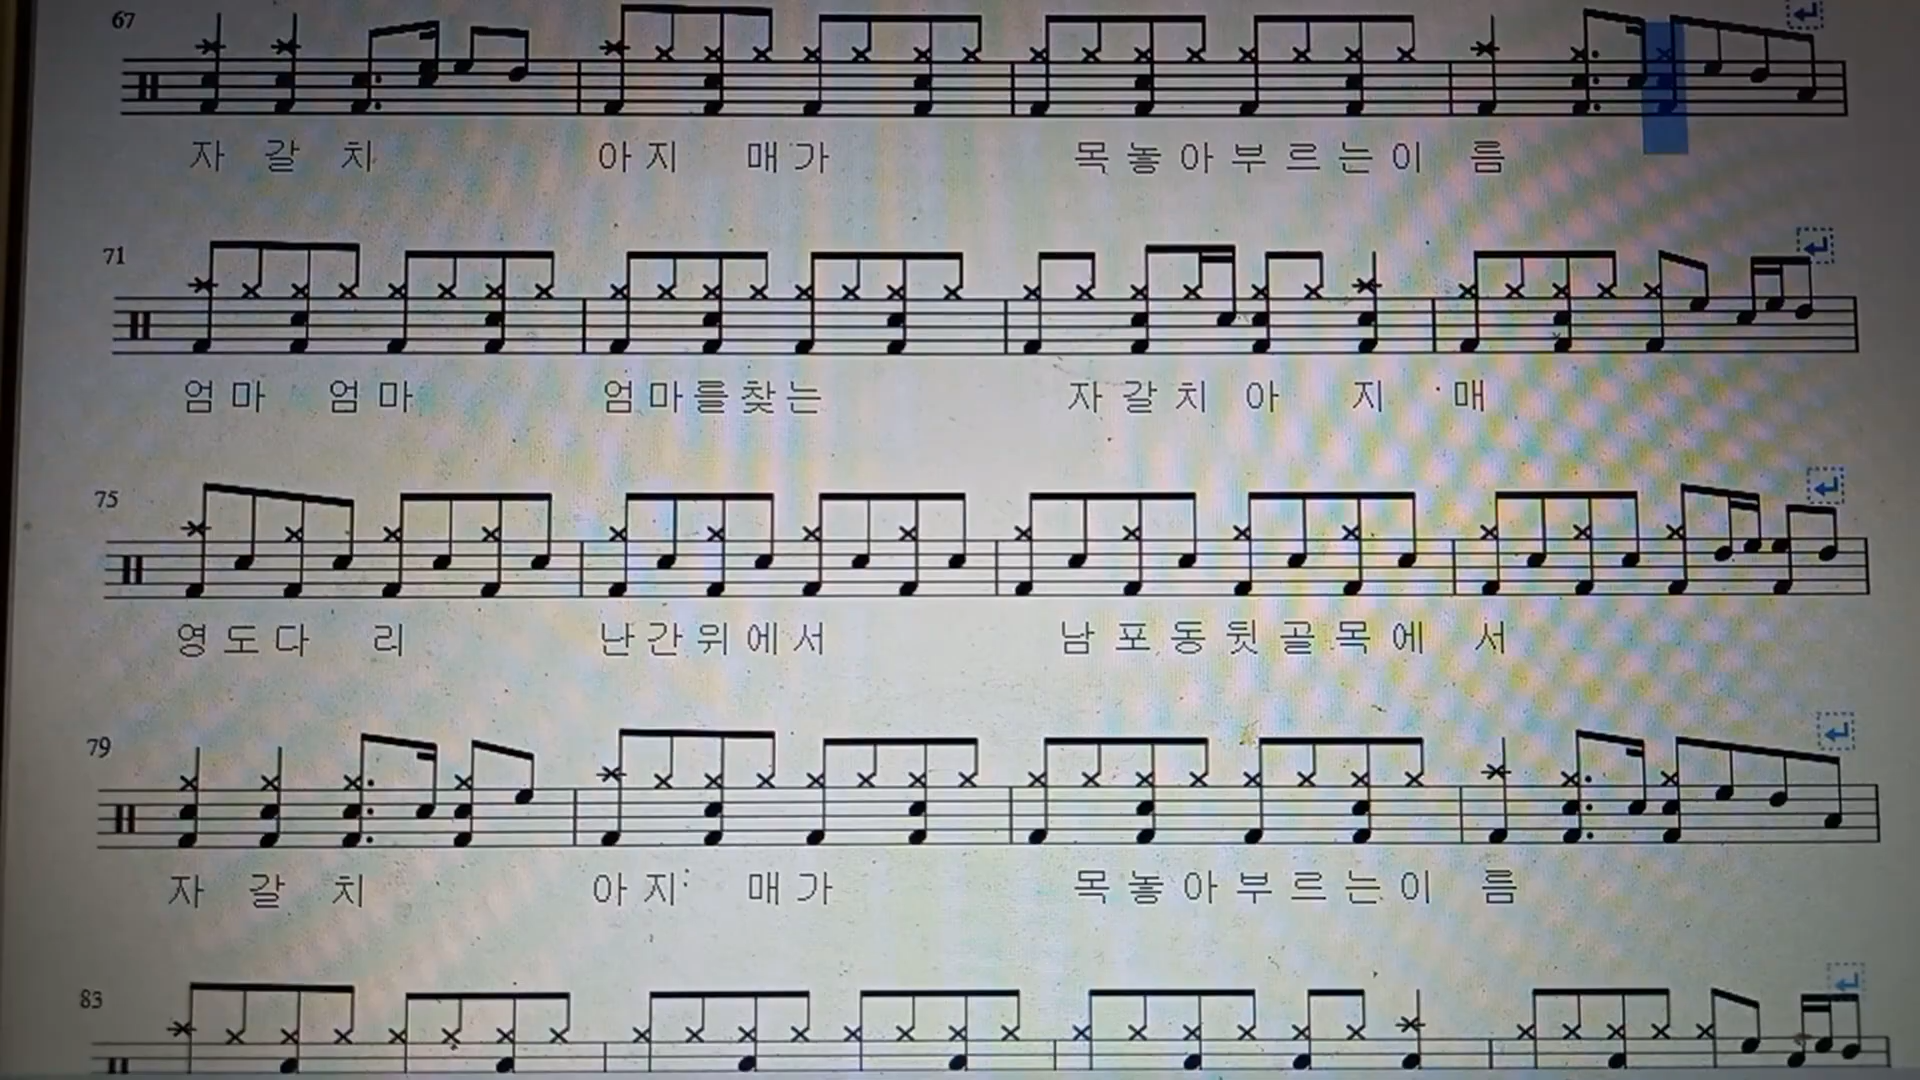 67
자 갈 치 아 지 매 가 목 놓 아 부 르 는 이 름
71
엄 마 엄 마 엄 마 를 찾 는 자 갈 치 아 지 매
75
영 도 다 리 난 간 위 에 서 남 포 동 뒷 골 목 에 서
79
자 갈 치 아 지 매 가 목 놓 아 부 르 는 이 름
83